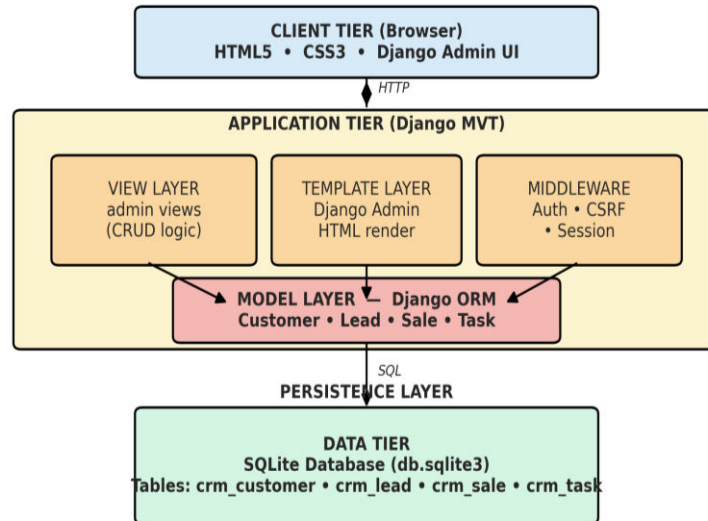 CLIENT TIER (Browser)
HTML5 • CSS3 • Django Admin UI
HTTP
APPLICATION TIER (Django MVT)
VIEW LAYER
admin views
(CRUD logic)
TEMPLATE LAYER
Django Admin
HTML render
MIDDLEWARE
Auth • CSRF
• Session
MODEL LAYER — Django ORM
Customer • Lead • Sale • Task
SQL
PERSISTENCE LAYER
DATA TIER
SQLite Database (db.sqlite3)
Tables: crm_customer • crm_lead • crm_sale • crm_task